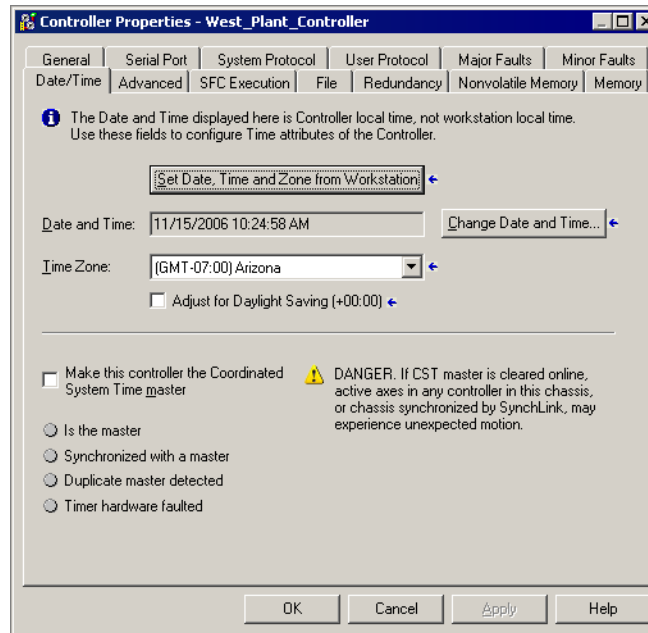 Controller Properties - West_Plant_Controller
General Serial Port System Protocol User Protocol Major Faults Minor Faults
Date/Time Advanced SFC Execution File Redundancy Nonvolatile Memory Memory
The Date and Time displayed here is Controller local time, not workstation local time.
Use these fields to configure Time attributes of the Controller.
Set Date, Time and Zone from Workstation
Date and Time: 11/15/2006 10:24:58 AM Change Date and Time...
Time Zone: (GMT-07:00) Arizona
Adjust for Daylight Saving (+00:00)
Make this controller the Coordinated
System Time master
DANGER. If CST master is cleared online,
active axes in any controller in this chassis,
or chassis synchronized by SynchLink, may
experience unexpected motion.
Is the master
Synchronized with a master
Duplicate master detected
Timer hardware faulted
OK Cancel Apply Help